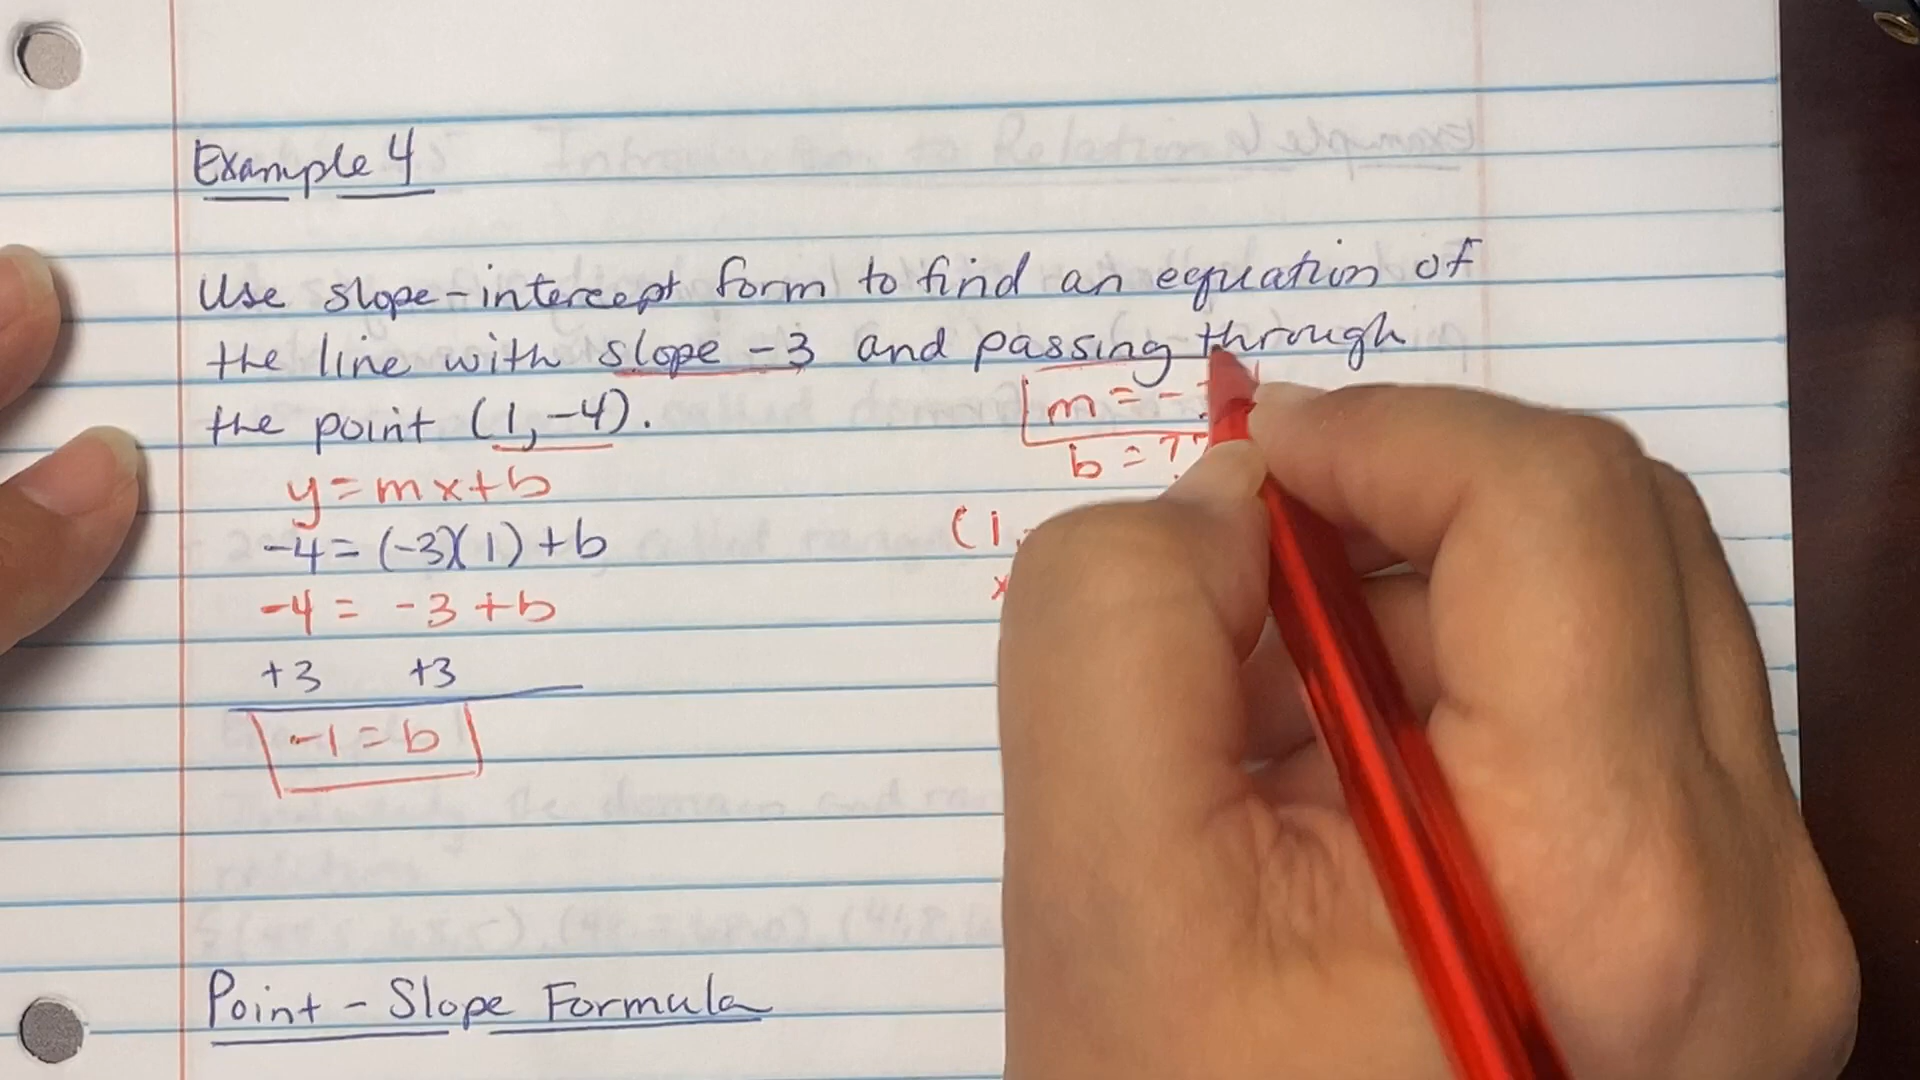 Example 4
Use slope-intercept form to find an equation of
the line with slope -3 and passing through
the point (1, -4).
m = -
b = ??
y = mx + b
(1,
-4 = (-3)(1) + b
x
-4 = -3 + b
+3 +3
-1 = b
Point - Slope Formula